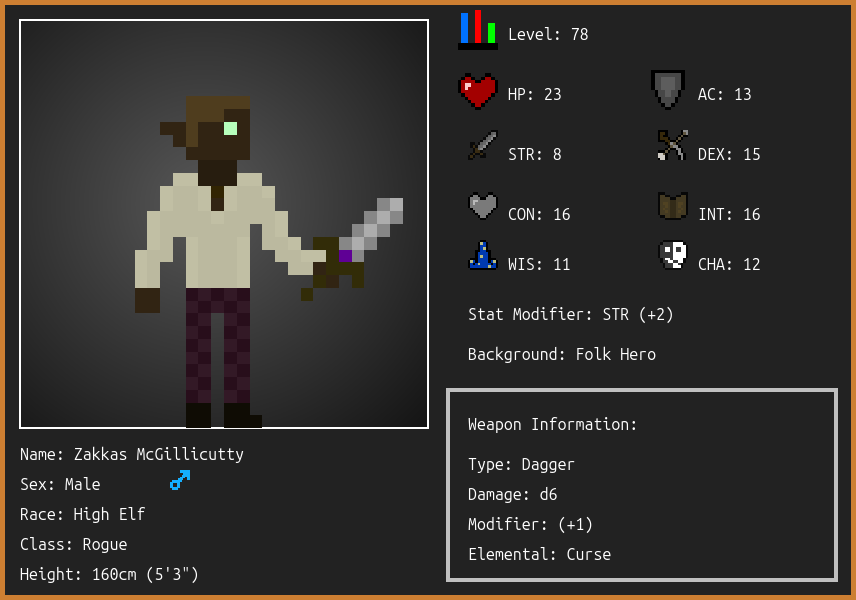 Level: 78
HP: 23
AC: 13
STR: 8
DEX: 15
CON: 16
INT: 16
WIS: 11
CHA: 12
Stat Modifier: STR (+2)
Background: Folk Hero
Weapon Information:
Type: Dagger
Damage: d6
Modifier: (+1)
Elemental: Curse
Name: Zakkas McGillicutty
Sex: Male
Race: High Elf
Class: Rogue
Height: 160cm (5'3")